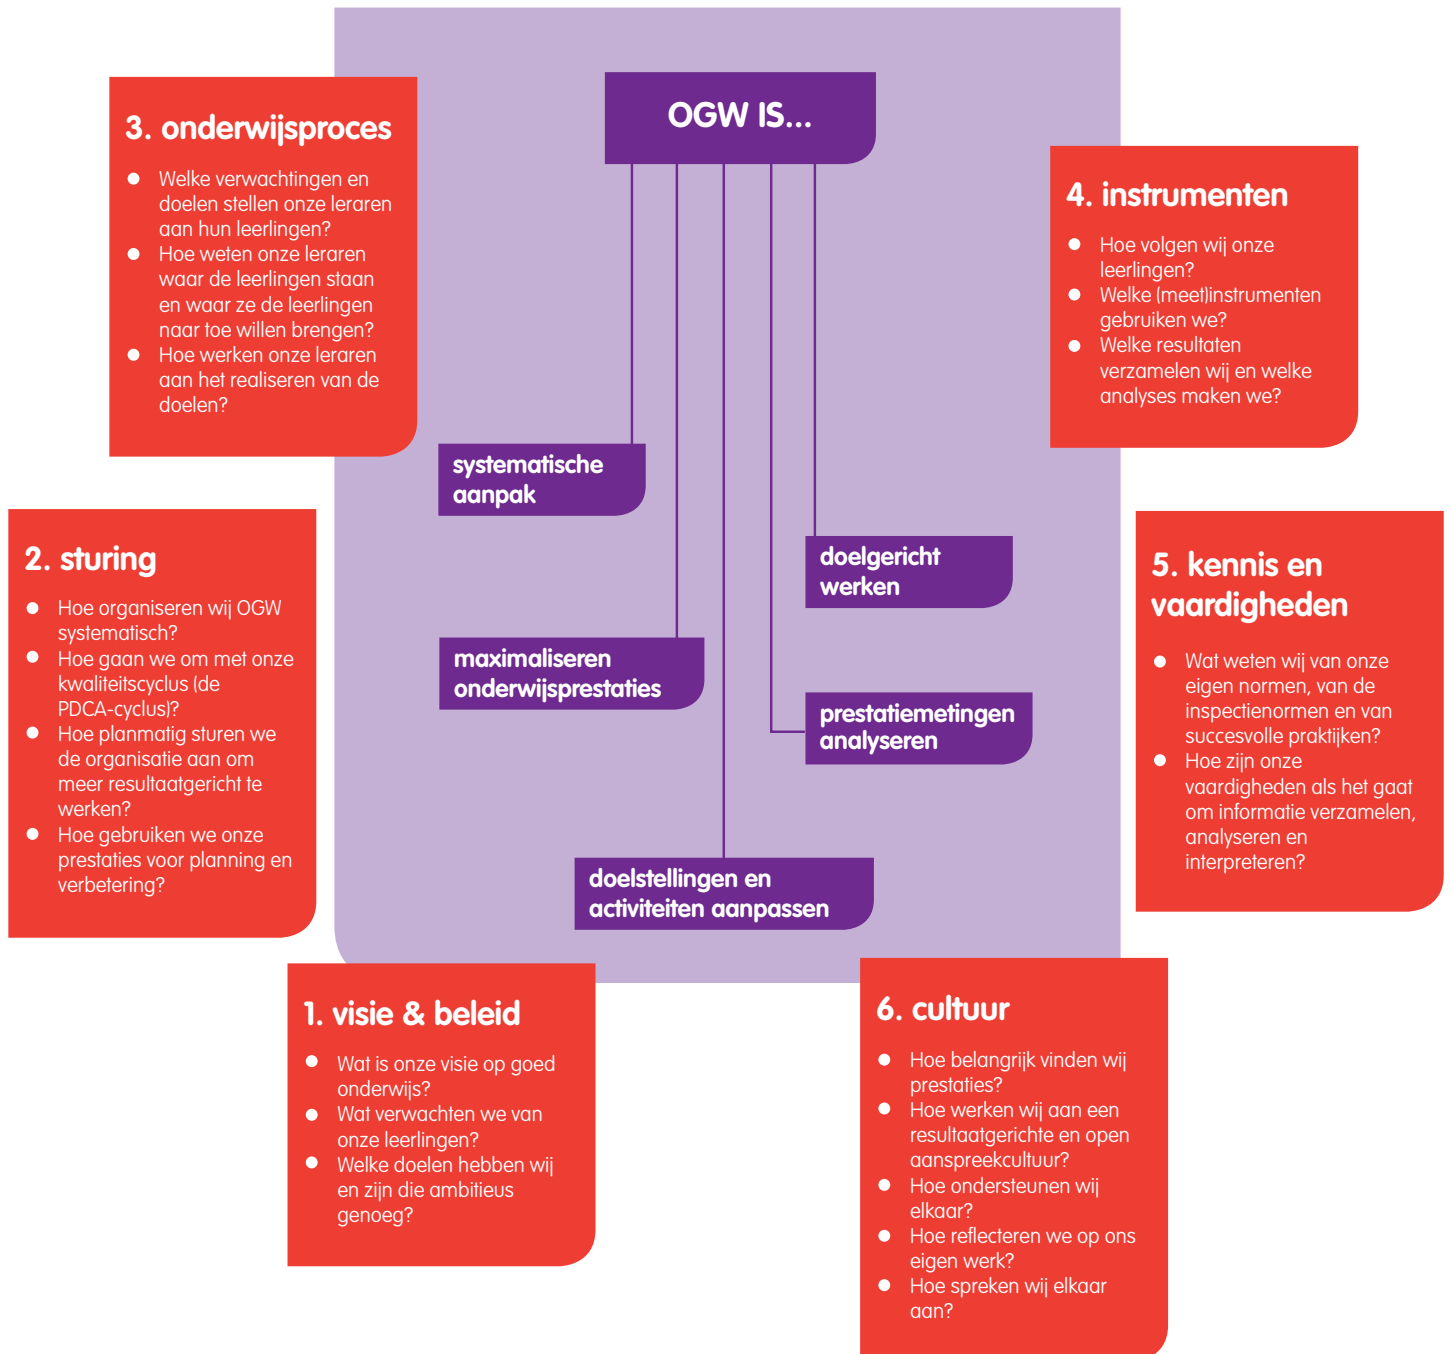 OGW IS...
systematische
aanpak
doelgericht
werken
maximaliseren
onderwijsprestaties
prestatiemetingen
analyseren
doelstellingen en
activiteiten aanpassen
1. visie & beleid
Wat is onze visie op goed
onderwijs?
Wat verwachten we van
onze leerlingen?
Welke doelen hebben wij
en zijn die ambitieus
genoeg?
2. sturing
Hoe organiseren wij OGW
systematisch?
Hoe gaan we om met onze
kwaliteitscyclus (de
PDCA-cyclus)?
Hoe planmatig sturen we
de organisatie aan om
meer resultaatgericht te
werken?
Hoe gebruiken we onze
prestaties voor planning en
verbetering?
3. onderwijsproces
Welke verwachtingen en
doelen stellen onze leraren
aan hun leerlingen?
Hoe weten onze leraren
waar de leerlingen staan
en waar ze de leerlingen
naar toe willen brengen?
Hoe werken onze leraren
aan het realiseren van de
doelen?
4. instrumenten
Hoe volgen wij onze
leerlingen?
Welke (meet)instrumenten
gebruiken we?
Welke resultaten
verzamelen wij en welke
analyses maken we?
5. kennis en
vaardigheden
Wat weten wij van onze
eigen normen, van de
inspectienormen en van
succesvolle praktijken?
Hoe zijn onze
vaardigheden als het gaat
om informatie verzamelen,
analyseren en
interpreteren?
6. cultuur
Hoe belangrijk vinden wij
prestaties?
Hoe werken wij aan een
resultaatgerichte en open
aanspreekcultuur?
Hoe ondersteunen wij
elkaar?
Hoe reflecteren we op ons
eigen werk?
Hoe spreken wij elkaar
aan?